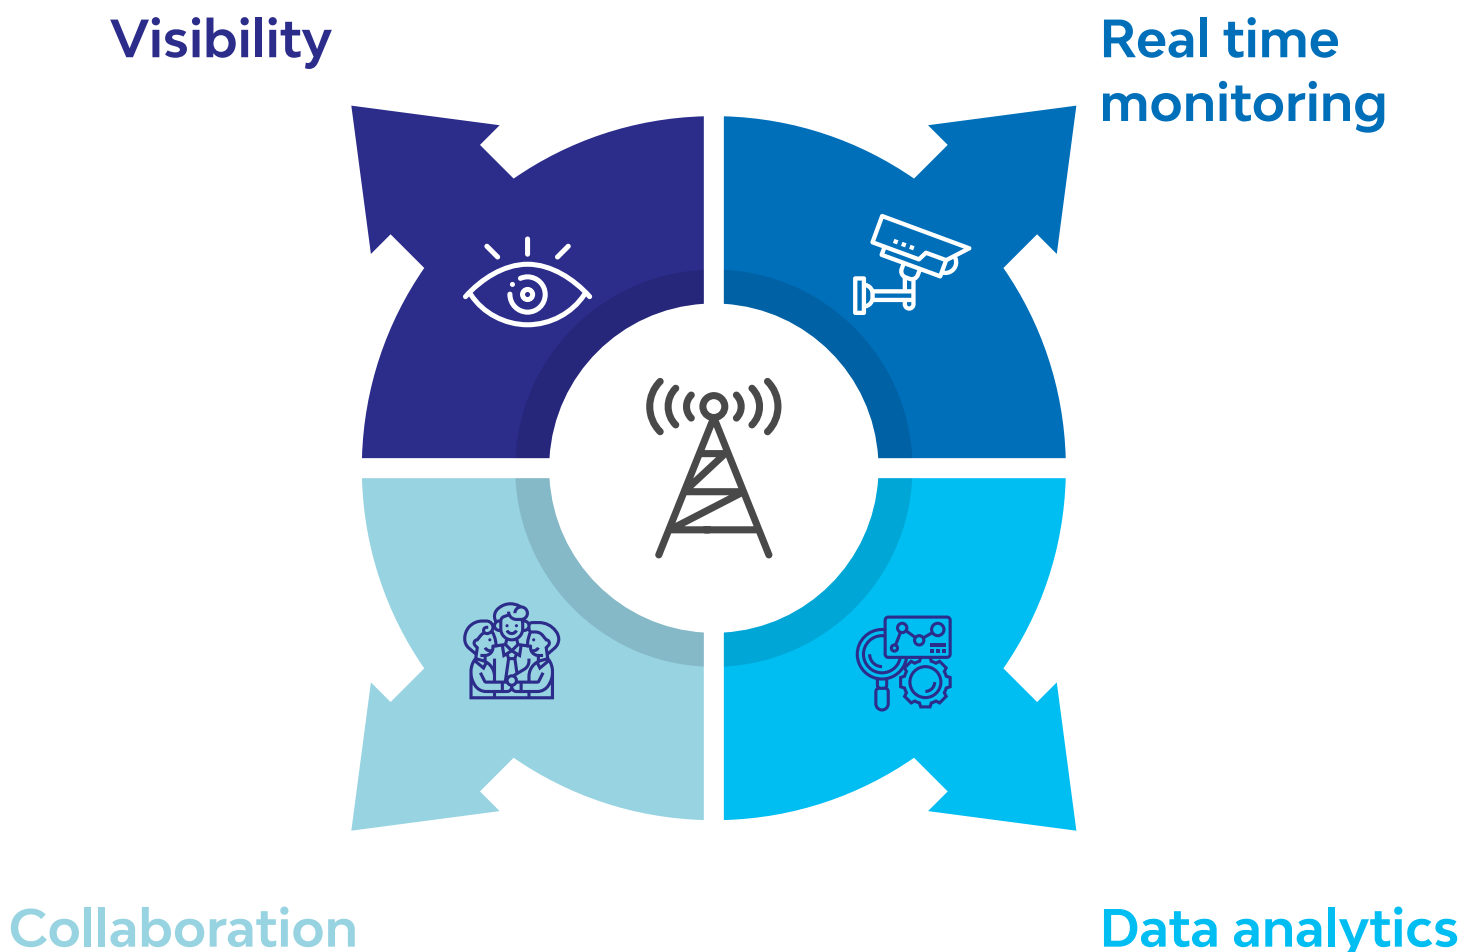 Visibility
Real time
monitoring
Collaboration
Data analytics